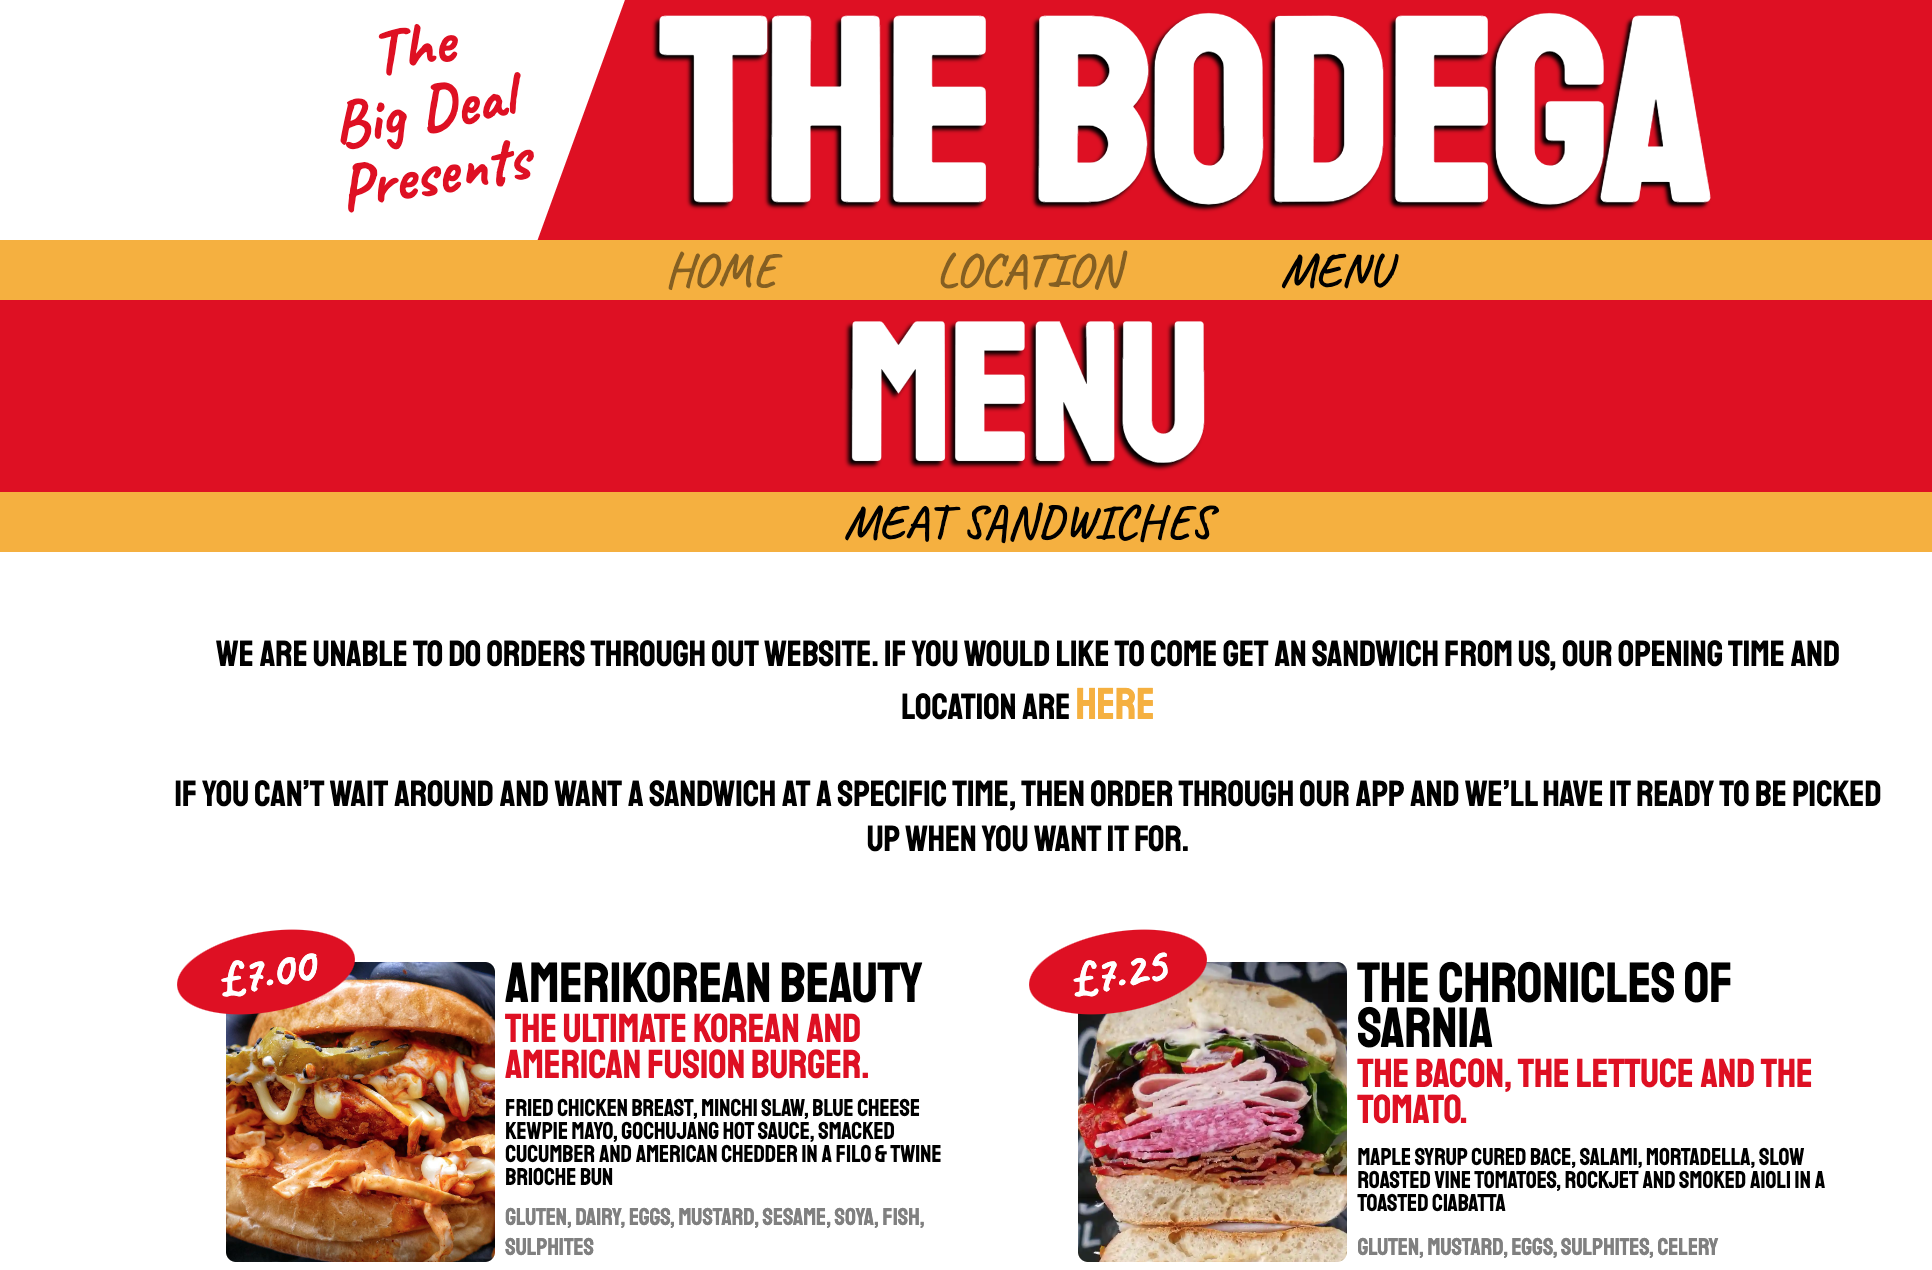 The
Big Deal
Presents
THE BODEGA
HOME LOCATION MENU
MENU
MEAT SANDWICHES
WE ARE UNABLE TO DO ORDERS THROUGH OUT WEBSITE. IF YOU WOULD LIKE TO COME GET AN SANDWICH FROM US, OUR OPENING TIME AND
LOCATION ARE HERE
IF YOU CAN'T WAIT AROUND AND WANT A SANDWICH AT A SPECIFIC TIME, THEN ORDER THROUGH OUR APP AND WE'LL HAVE IT READY TO BE PICKED
UP WHEN YOU WANT IT FOR.
£7.00
AMERIKOREAN BEAUTY
THE ULTIMATE KOREAN AND
AMERICAN FUSION BURGER.
FRIED CHICKEN BREAST, MINCHI SLAW, BLUE CHEESE
KEWPIE MAYO, GOCHUJANG HOT SAUCE, SMACKED
CUCUMBER AND AMERICAN CHEDDER IN A FILO & TWINE
BRIOCHE BUN
GLUTEN, DAIRY, EGGS, MUSTARD, SESAME, SOYA, FISH,
SULPHITES
£7.25
THE CHRONICLES OF
SARNIA
THE BACON, THE LETTUCE AND THE
TOMATO.
MAPLE SYRUP CURED BACE, SALAMI, MORTADELLA, SLOW
ROASTED VINE TOMATOES, ROCKJET AND SMOKED AIOLI IN A
TOASTED CIABATTA
GLUTEN, MUSTARD, EGGS, SULPHITES, CELERY